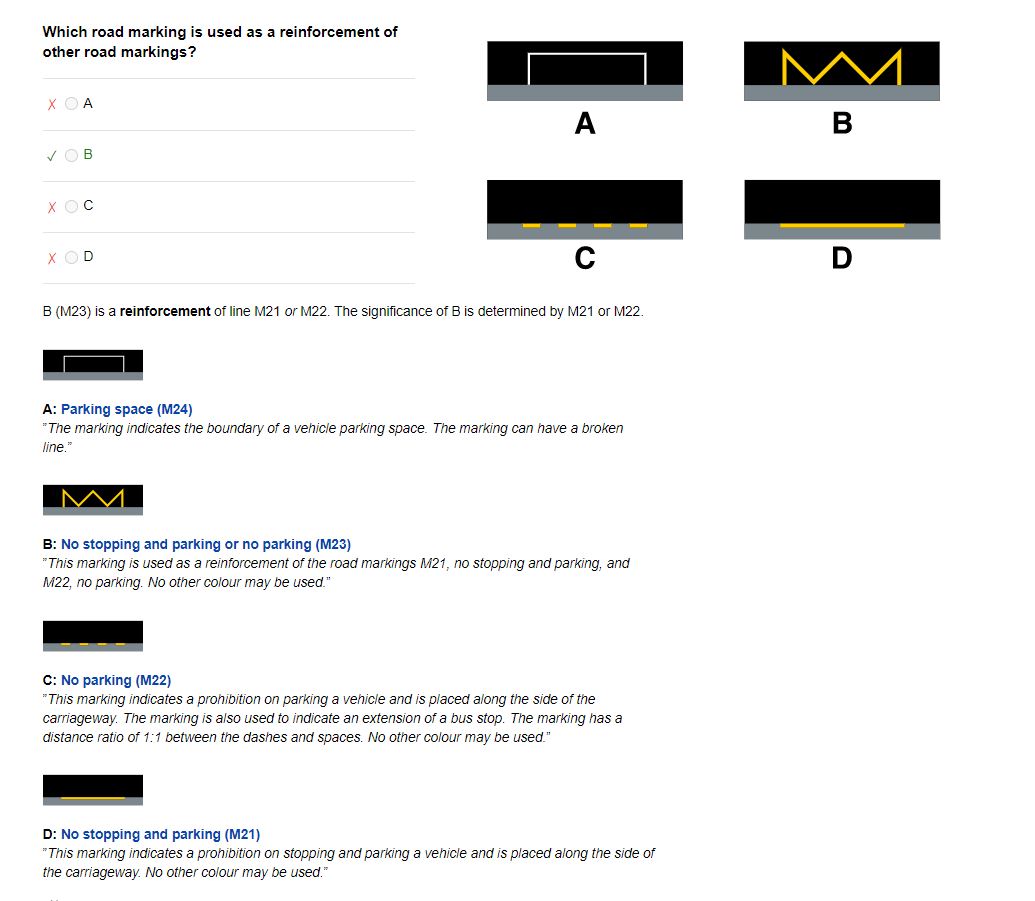 Which road marking is used as a reinforcement of
other road markings?
A
B
C
D
A
B
C
D
B (M23) is a reinforcement of line M21 or M22. The significance of B is determined by M21 or M22.
A: Parking space (M24)
"The marking indicates the boundary of a vehicle parking space. The marking can have a broken
line."
B: No stopping and parking or no parking (M23)
"This marking is used as a reinforcement of the road markings M21, no stopping and parking, and
M22, no parking. No other colour may be used."
C: No parking (M22)
"This marking indicates a prohibition on parking a vehicle and is placed along the side of the
carriageway. The marking is also used to indicate an extension of a bus stop. The marking has a
distance ratio of 1:1 between the dashes and spaces. No other colour may be used."
D: No stopping and parking (M21)
"This marking indicates a prohibition on stopping and parking a vehicle and is placed along the side of
the carriageway. No other colour may be used."